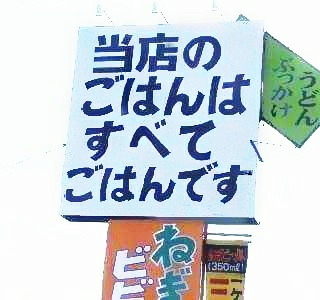 当店の
ごはんは
すべて
ごはんです
うどん
ぶっかけ
ねぎ
ビビ
(350ml)